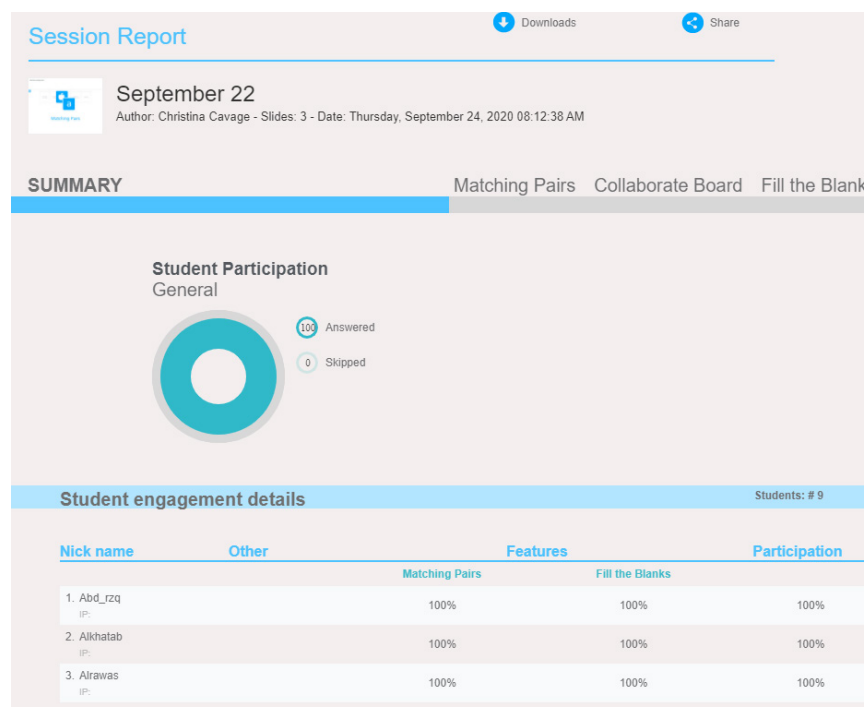 Session Report
Downloads
Share
September 22
Author: Christina Cavage - Slides: 3 - Date: Thursday, September 24, 2020 08:12:38 AM
Matching Pairs
SUMMARY
Matching Pairs Collaborate Board Fill the Blank
Student Participation
General
100 Answered
0 Skipped
Student engagement details
Students: # 9
Nick name Other Features Participation
Matching Pairs Fill the Blanks
1. Abd_rzq 100% 100% 100%
IP:
2. Alkhatab 100% 100% 100%
IP:
3. Alrawas 100% 100% 100%
IP: